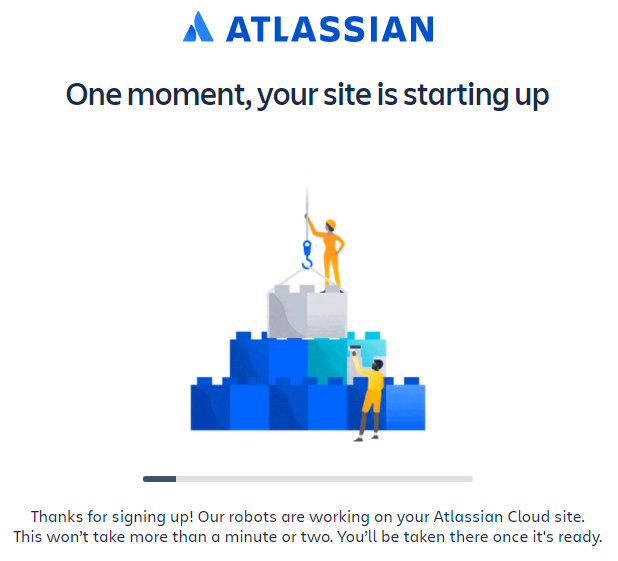 ATLASSIAN
One moment, your site is starting up
Thanks for signing up! Our robots are working on your Atlassian Cloud site.
This won’t take more than a minute or two. You’ll be taken there once it's ready.